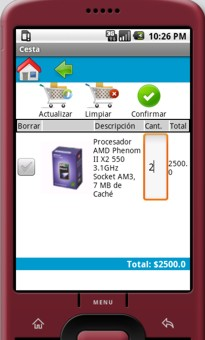 10:26 PM
Cesta
Actualizar Limpiar Confirmar
Borrar Descripción Cant. Total
Procesador
AMD Phenom
II X2 550
3.1GHz
Socket AM3,
7 MB de
Caché
2
2500.
0
Total: $2500.0
MENU